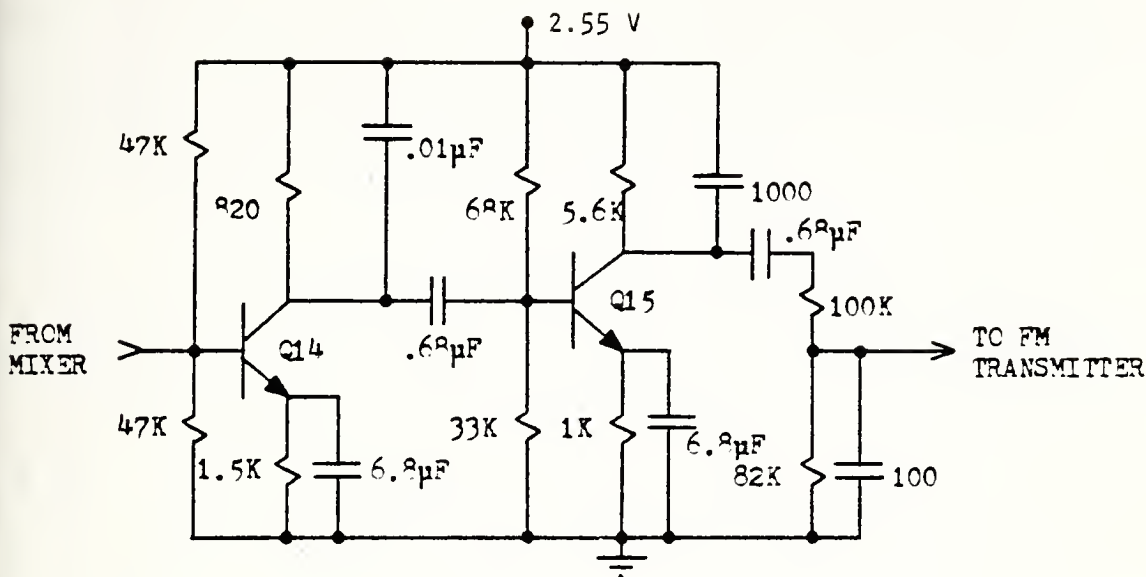 2.55 V
47K
.01µF
820
68K
5.6K
1000
.68µF
Q15
100K
FROM
MIXER
Q14
.68µF
TO FM
TRANSMITTER
47K
33K
1K
1.5K
6.8µF
6.8µF
82K
100